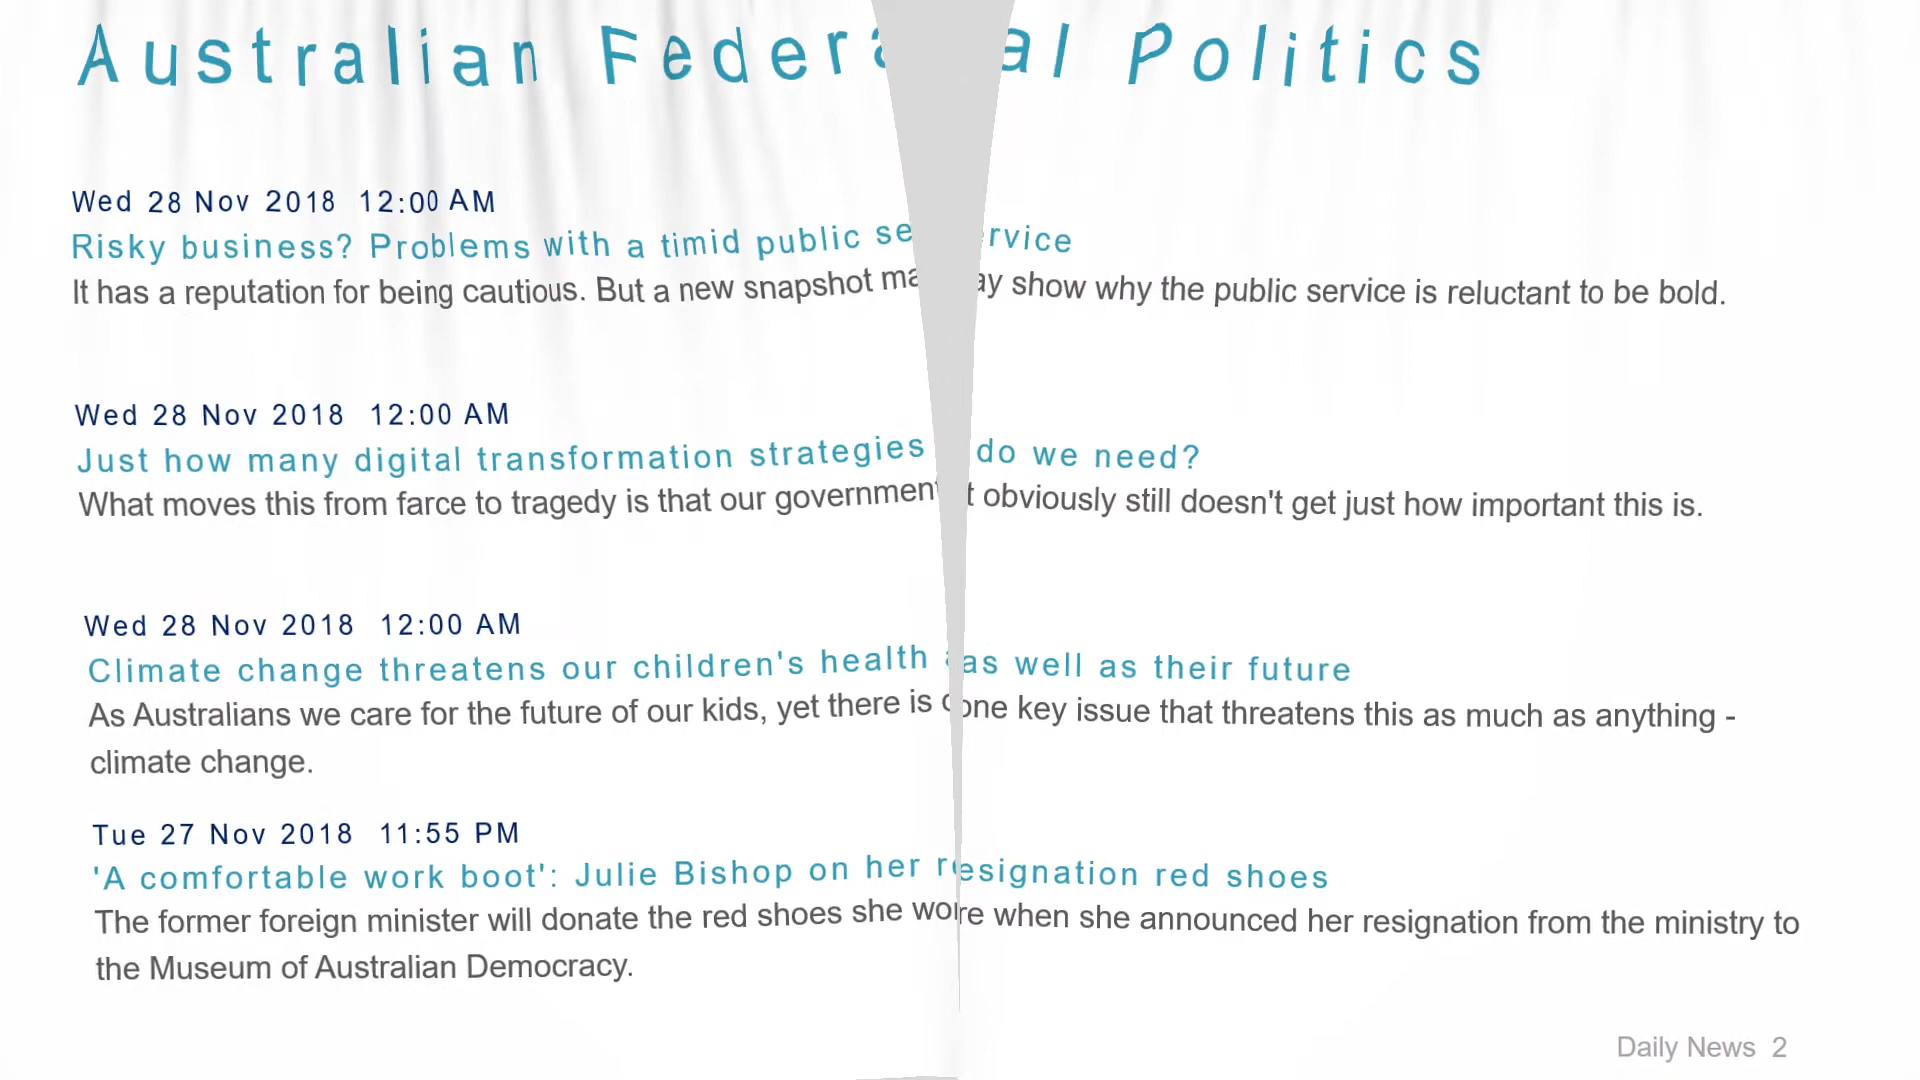 Australian Federal Politics
Wed 28 Nov 2018 12:00 AM
Risky business? Problems with a timid public service
It has a reputation for being cautious. But a new snapshot may show why the public service is reluctant to be bold.
Wed 28 Nov 2018 12:00 AM
Just how many digital transformation strategies do we need?
What moves this from farce to tragedy is that our government obviously still doesn't get just how important this is.
Wed 28 Nov 2018 12:00 AM
Climate change threatens our children's health as well as their future
As Australians we care for the future of our kids, yet there is one key issue that threatens this as much as anything -
climate change.
Tue 27 Nov 2018 11:55 PM
'A comfortable work boot': Julie Bishop on her resignation red shoes
The former foreign minister will donate the red shoes she wore when she announced her resignation from the ministry to
the Museum of Australian Democracy.
Daily News 2